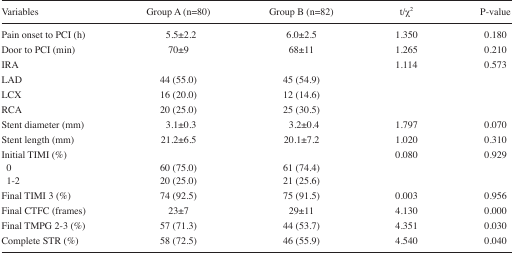 Variables Group A (n=80) Group B (n=82) t/χ² P-value
Pain onset to PCI (h) 5.5±2.2 6.0±2.5 1.350 0.180
Door to PCI (min) 70±9 68±11 1.265 0.210
IRA 1.114 0.573
LAD 44 (55.0) 45 (54.9)
LCX 16 (20.0) 12 (14.6)
RCA 20 (25.0) 25 (30.5)
Stent diameter (mm) 3.1±0.3 3.2±0.4 1.797 0.070
Stent length (mm) 21.2±6.5 20.1±7.2 1.020 0.310
Initial TIMI (%) 0.080 0.929
0 60 (75.0) 61 (74.4)
1-2 20 (25.0) 21 (25.6)
Final TIMI 3 (%) 74 (92.5) 75 (91.5) 0.003 0.956
Final CTFC (frames) 23±7 29±11 4.130 0.000
Final TMPG 2-3 (%) 57 (71.3) 44 (53.7) 4.351 0.030
Complete STR (%) 58 (72.5) 46 (55.9) 4.540 0.040